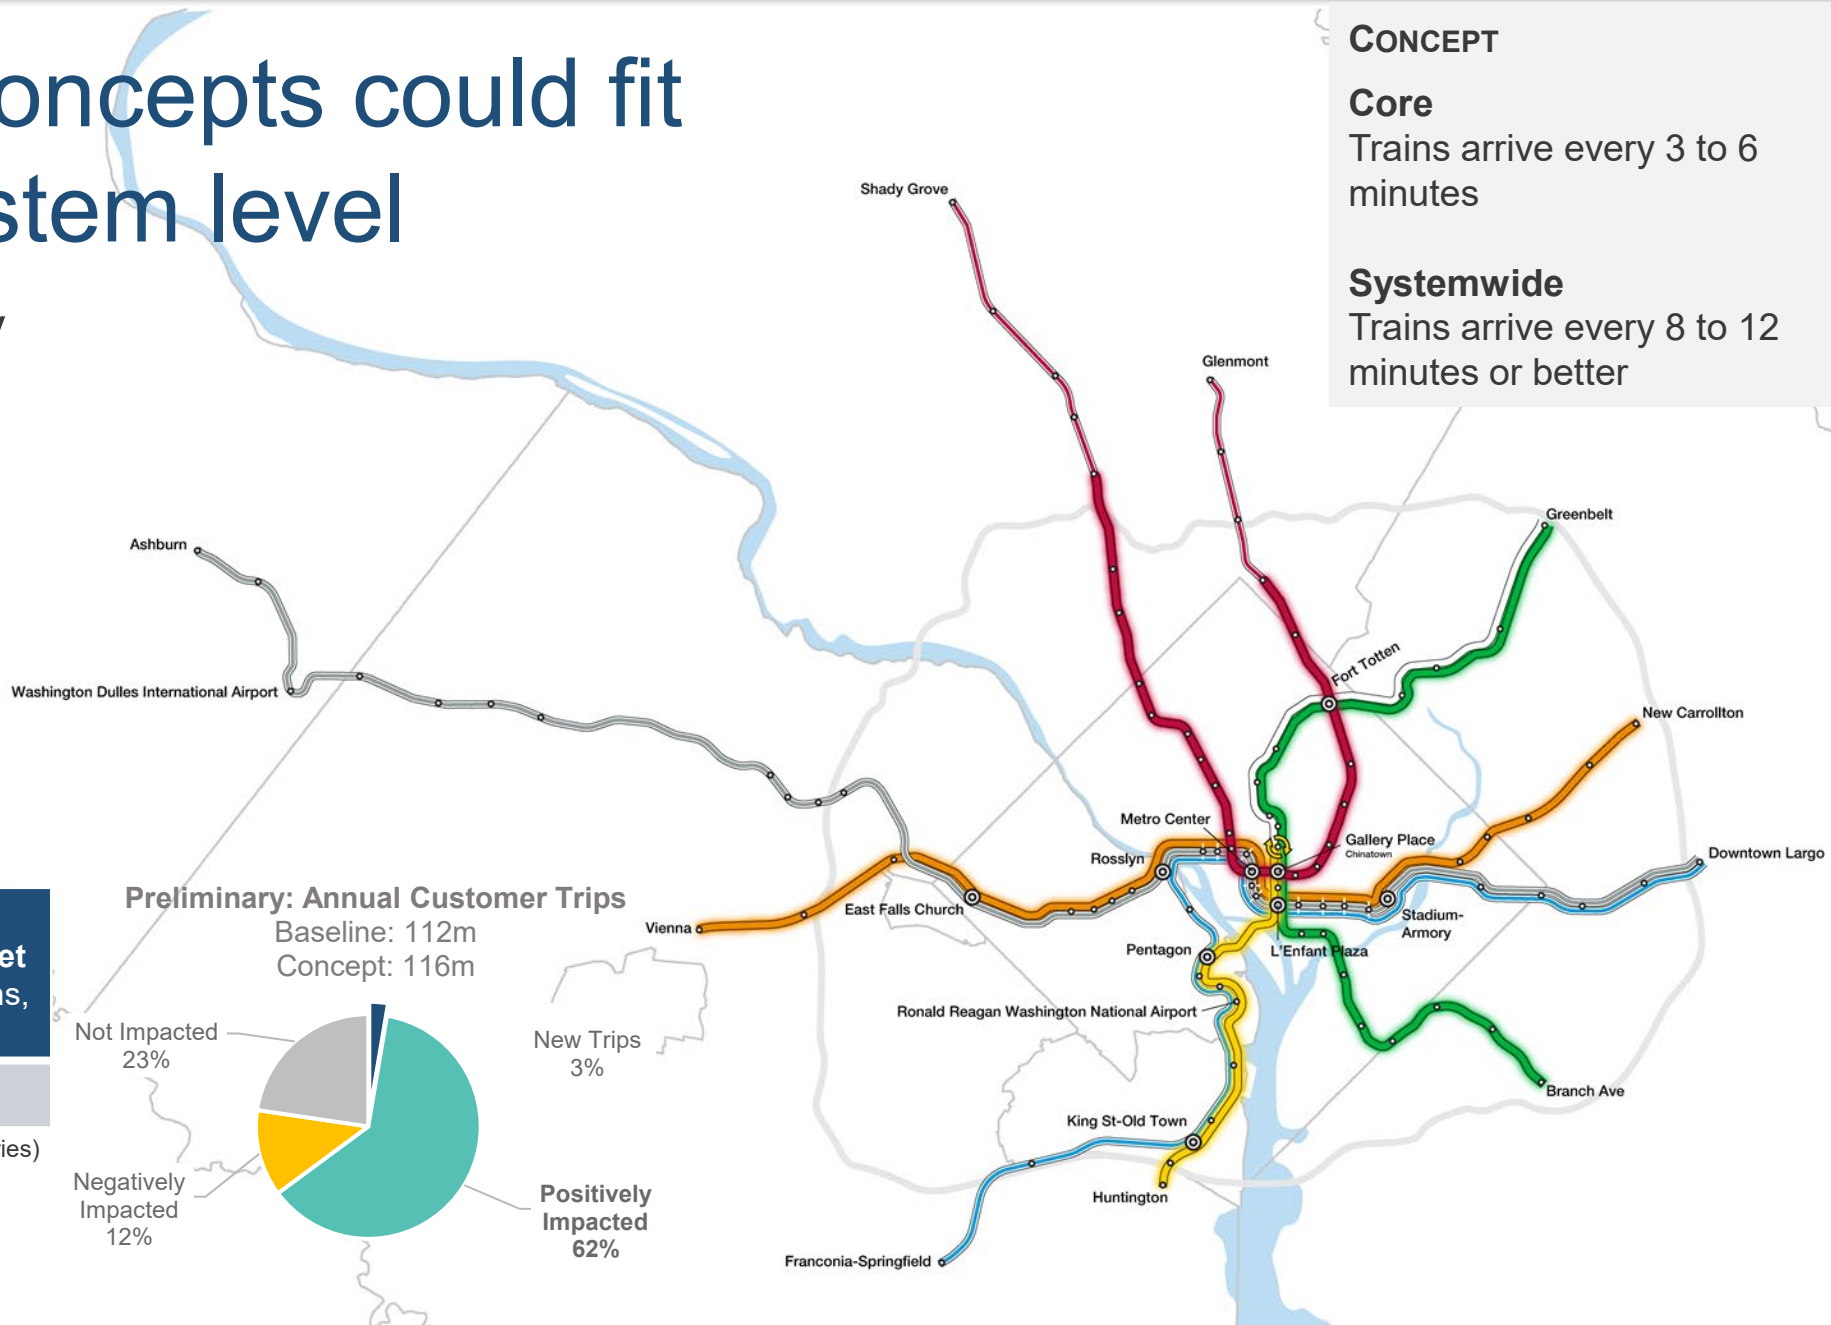 oncepts could fit
stem level
y
CONCEPT
Core
Trains arrive every 3 to 6
minutes
Systemwide
Trains arrive every 8 to 12
minutes or better
Shady Grove
Glenmont
Greenbelt
Ashburn
Fort Totten
Washington Dulles International Airport
New Carrollton
Metro Center
Gallery Place
Chinatown
Rosslyn
Downtown Largo
East Falls Church
Stadium-
Armory
Vienna
Pentagon
L'Enfant Plaza
Ronald Reagan Washington National Airport
Branch Ave
King St-Old Town
Huntington
Franconia-Springfield
et
ns,
ries)
Preliminary: Annual Customer Trips
Baseline: 112m
Concept: 116m
Not Impacted
23%
New Trips
3%
Negatively
Impacted
12%
Positively
Impacted
62%